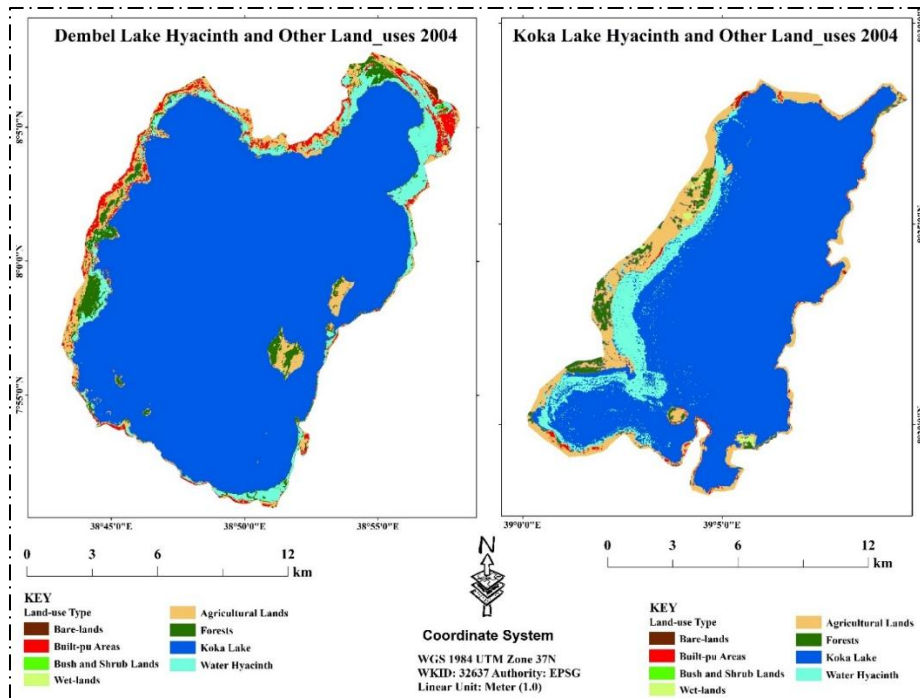 Dembel Lake Hyacinth and Other Land_uses 2004
8°5'0"N
8°0'0"N
7°55'0"N
38°45'0"E 38°50'0"E 38°55'0"E
0 3 6 12
km
KEY
Land-use Type
Bare-lands
Built-pu Areas
Bush and Shrub Lands
Wet-lands
Agricultural Lands
Forests
Koka Lake
Water Hyacinth
N
Coordinate System
WGS 1984 UTM Zone 37N
WKID: 32637 Authority: EPSG
Linear Unit: Meter (1.0)
Koka Lake Hyacinth and Other Land_uses 2004
39°0'0"E 39°5'0"E
0 3 6 12
km
KEY
Land-use Type
Bare-lands
Built-pu Areas
Bush and Shrub Lands
Wet-lands
Agricultural Lands
Forests
Koka Lake
Water Hyacinth